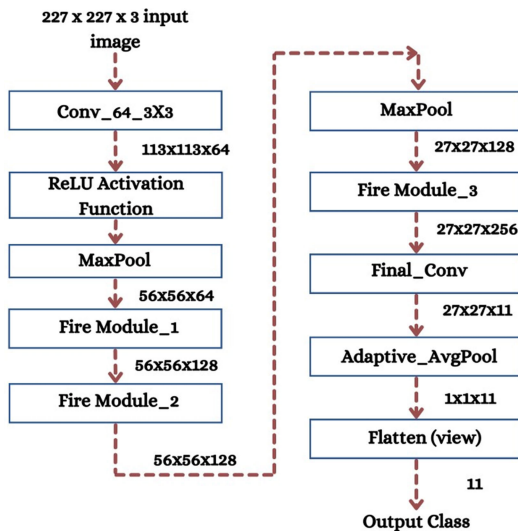 227 x 227 x 3 input
image
Conv_64_3X3
113x113x64
ReLU Activation
Function
MaxPool
56x56x64
Fire Module_1
56x56x128
Fire Module_2
56x56x128
MaxPool
27x27x128
Fire Module_3
27x27x256
Final_Conv
27x27x11
Adaptive_AvgPool
1x1x11
Flatten (view)
11
Output Class